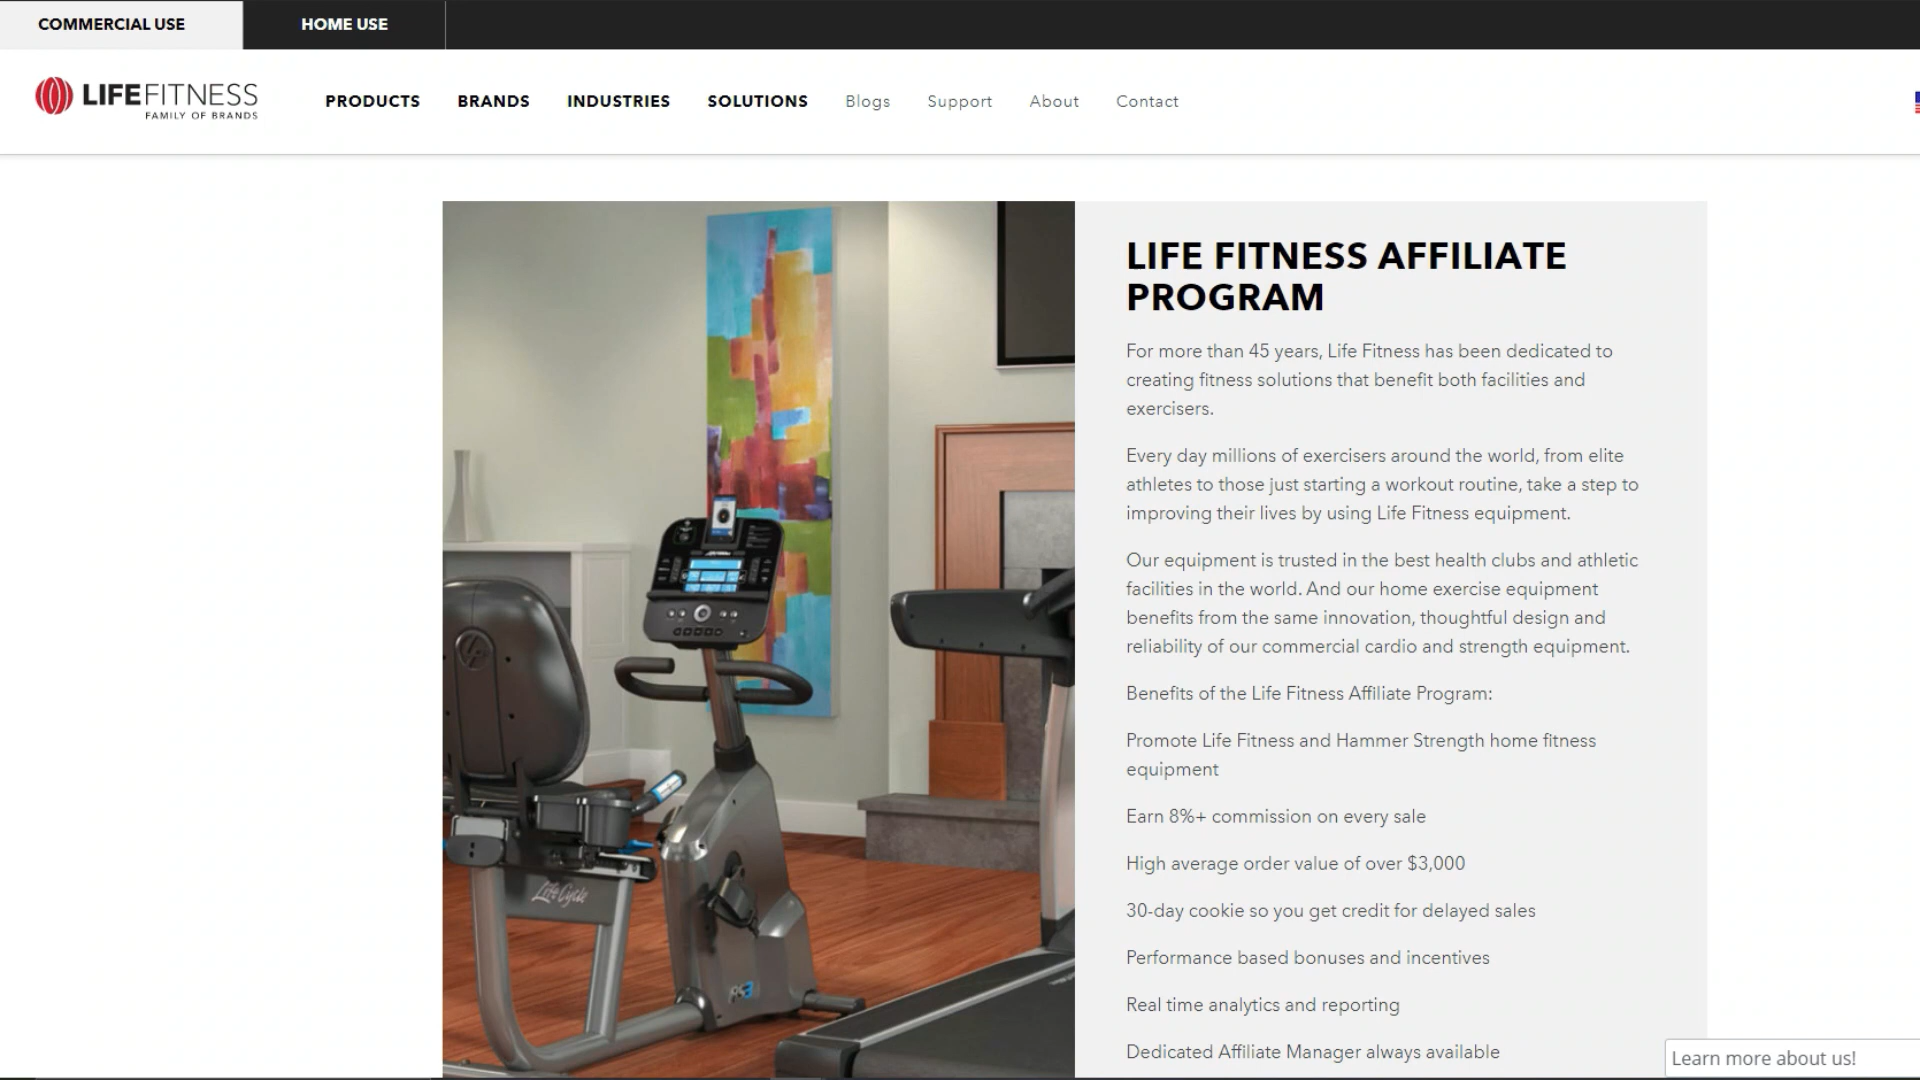 COMMERCIAL USE
HOME USE
LIFEFITNESS
FAMILY OF BRANDS
PRODUCTS
BRANDS
INDUSTRIES
SOLUTIONS
Blogs
Support
About
Contact
LIFE FITNESS AFFILIATE
PROGRAM
For more than 45 years, Life Fitness has been dedicated to
creating fitness solutions that benefit both facilities and
exercisers.
Every day millions of exercisers around the world, from elite
athletes to those just starting a workout routine, take a step to
improving their lives by using Life Fitness equipment.
Our equipment is trusted in the best health clubs and athletic
facilities in the world. And our home exercise equipment
benefits from the same innovation, thoughtful design and
reliability of our commercial cardio and strength equipment.
Benefits of the Life Fitness Affiliate Program:
Promote Life Fitness and Hammer Strength home fitness
equipment
Earn 8%+ commission on every sale
High average order value of over $3,000
30-day cookie so you get credit for delayed sales
Performance based bonuses and incentives
Real time analytics and reporting
Dedicated Affiliate Manager always available
LifeCycle
RS3
Learn more about us!